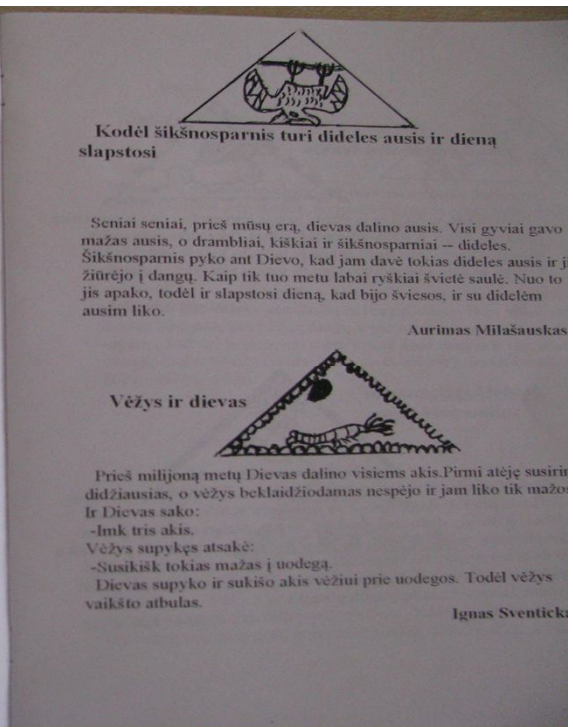 Kodėl šikšnosparnis turi dideles ausis ir dieną
slapstosi
Seniai seniai, prieš mūsų erą, dievas dalino ausis. Visi gyviai gavo
mažas ausis, o drambliai, kiškiai ir šikšnosparniai -- dideles.
Šikšnosparnis pyko ant Dievo, kad jam davė tokias dideles ausis ir
žiūrėjo į dangų. Kaip tik tuo metu labai ryškiai švietė saulė. Nuo to
jis apako, todėl ir slapstosi dieną, kad bijo šviesos, ir su didelėm
ausim liko.
Aurimas Milašauskas
Vėžys ir dievas
Prieš milijoną metų Dievas dalino visiems akis.Pirmi atėję
didžiausias, o vėžys beklaidžiodamas nespėjo ir jam liko tik
Ir Dievas sako:
-Imk tris akis.
Vėžys supykęs atsakė:
-Susikišk tokias mažas į uodegą.
Dievas supyko ir sukišo akis vėžiui prie uodegos. Todėl vėžys
vaikšto atbulas.
Ignas